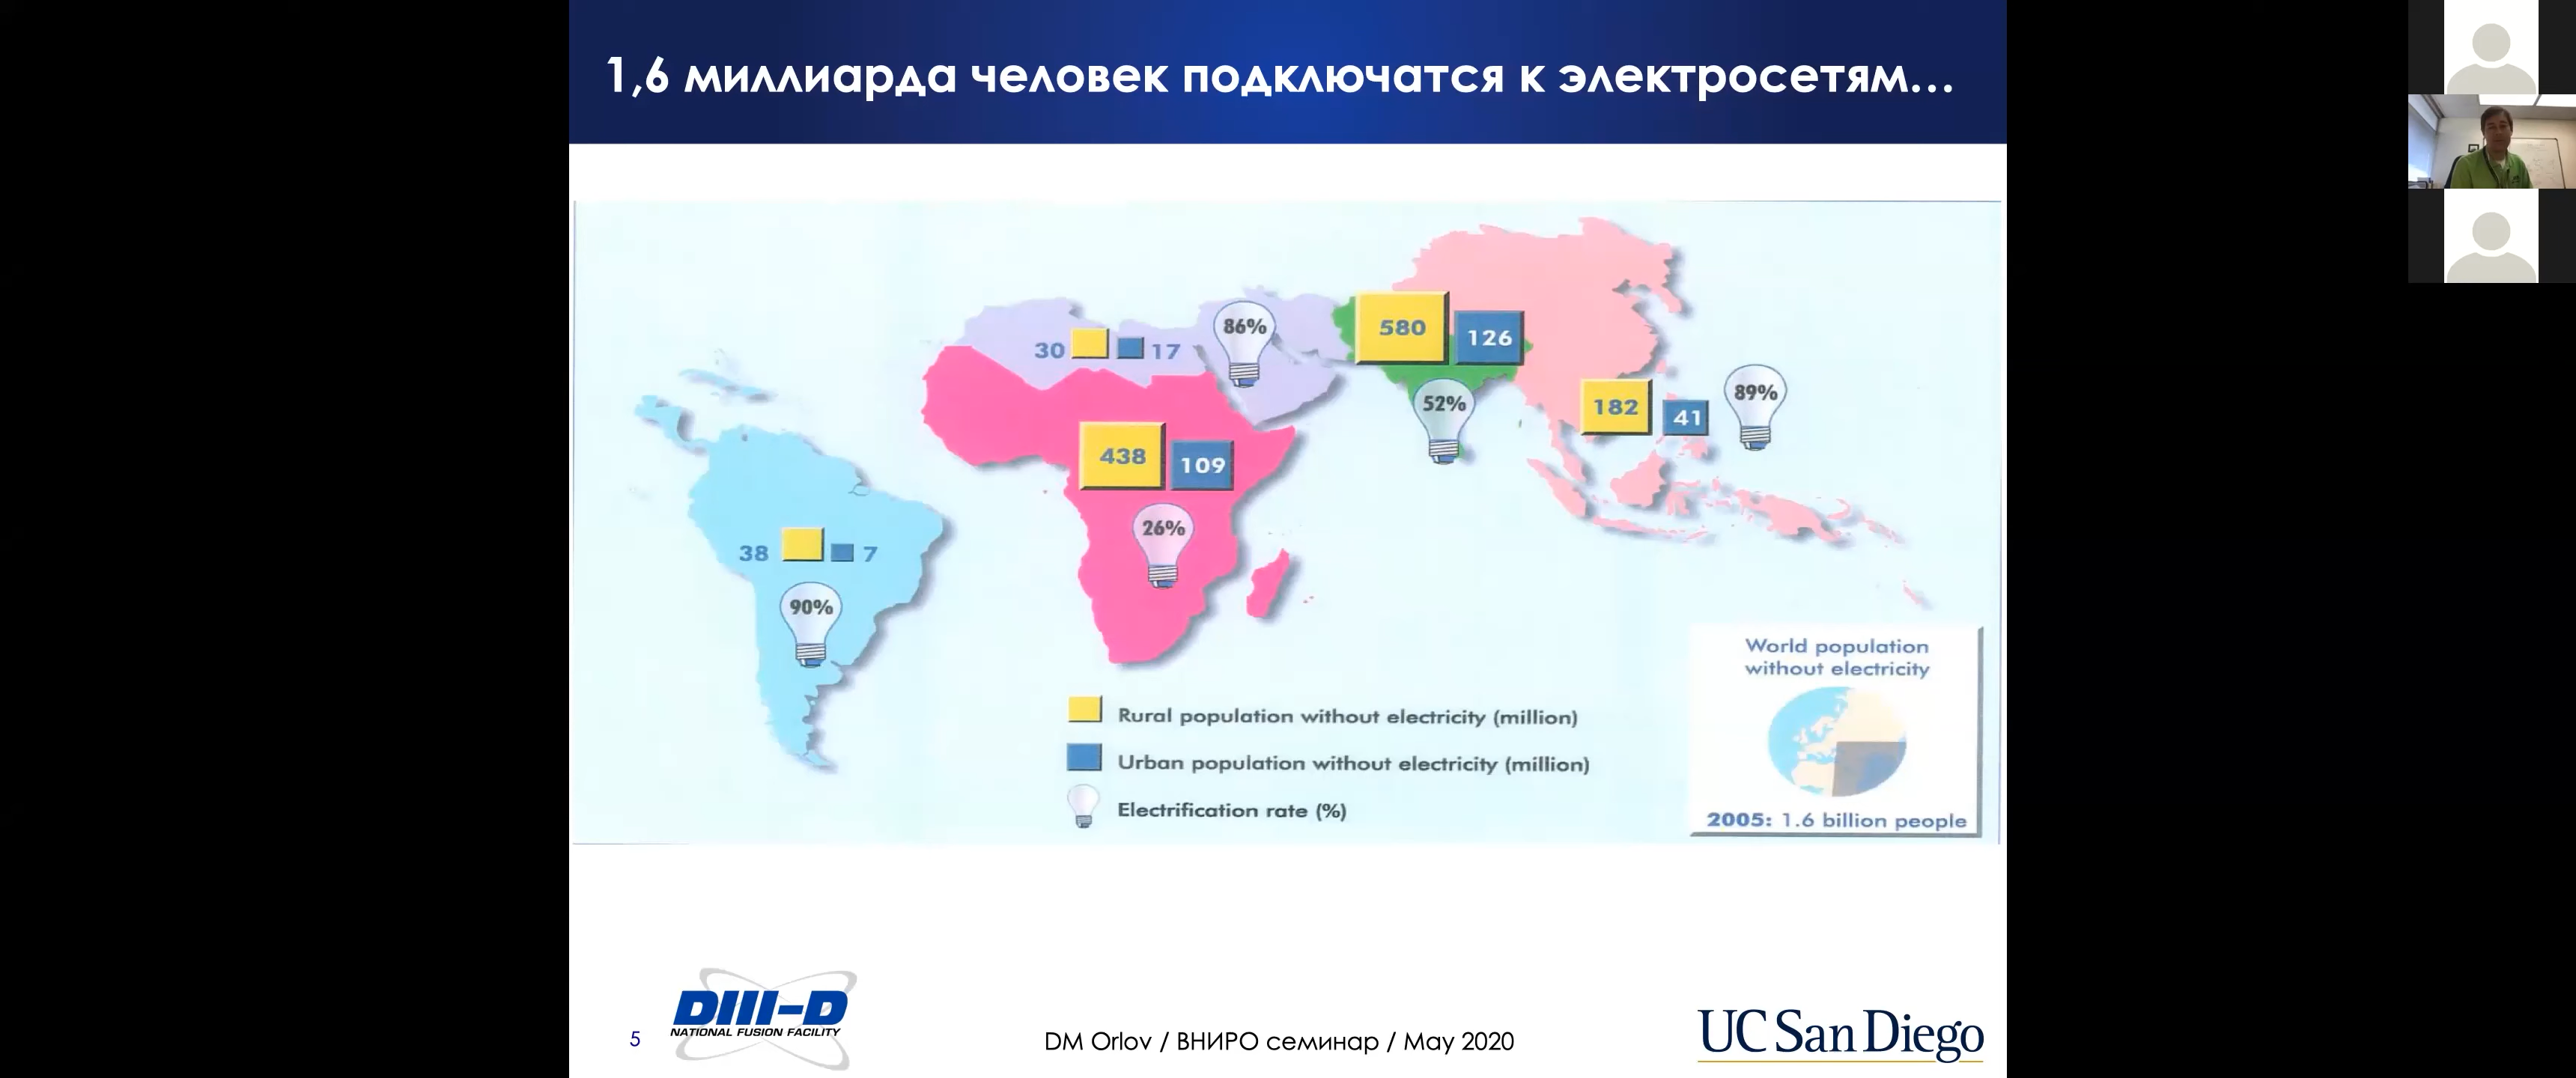 1,6 миллиарда человек подключатся к электросетям...
30
17
86%
580
126
52%
182
41
89%
438
109
26%
38
7
90%
Rural population without electricity (million)
Urban population without electricity (million)
Electrification rate (%)
World population
without electricity
2005: 1.6 billion people
5
DIII-D
NATIONAL FUSION FACILITY
DM Orlov / ВНИРО семинар / May 2020
UC San Diego